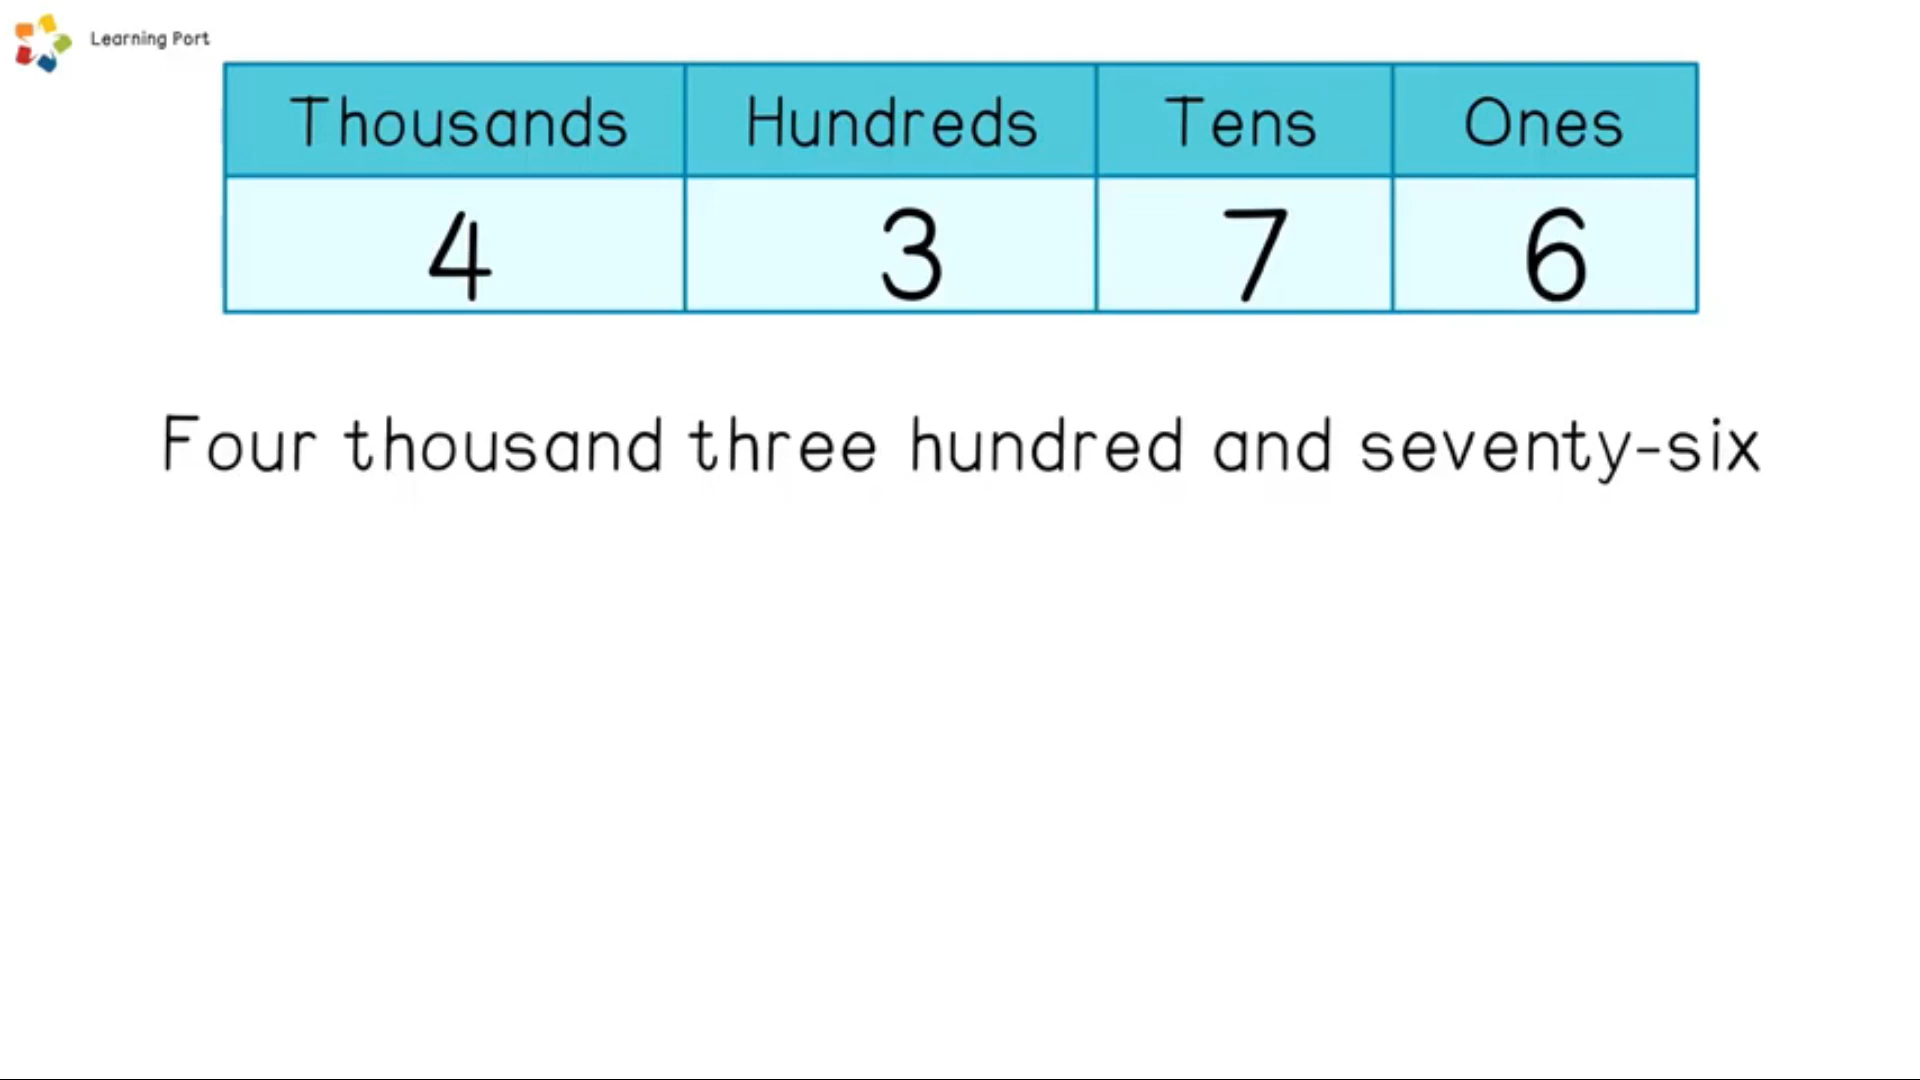 Learning Port
Thousands Hundreds Tens Ones
4 3 7 6
Four thousand three hundred and seventy-six